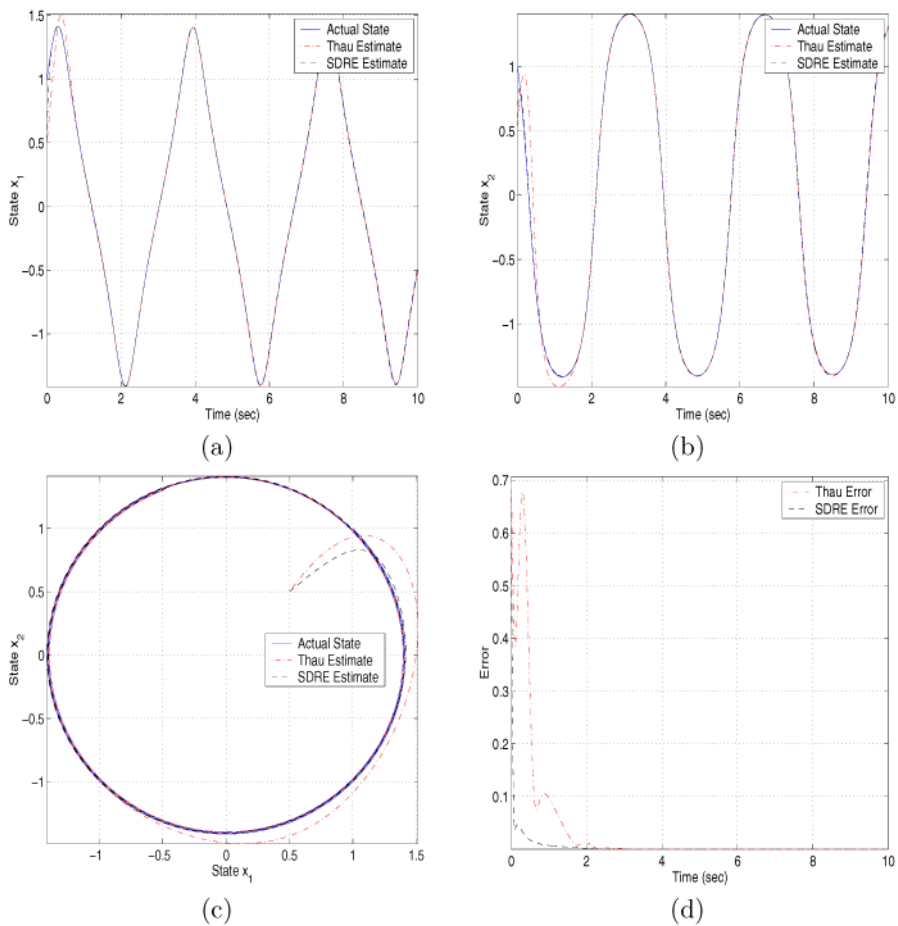 1.5
1
0.5
0
−0.5
−1
State x1
0
2
4
6
8
10
Time (sec)
Actual State
Thau Estimate
SDRE Estimate
(a)
1
0.5
0
−0.5
−1
State x2
0
2
4
6
8
10
Time (sec)
Actual State
Thau Estimate
SDRE Estimate
(b)
1
0.5
0
−0.5
−1
State x2
−1
−0.5
0
0.5
1
1.5
State x1
Actual State
Thau Estimate
SDRE Estimate
(c)
0.7
0.6
0.5
0.4
0.3
0.2
0.1
Error
0
2
4
6
8
10
Time (sec)
Thau Error
SDRE Error
(d)